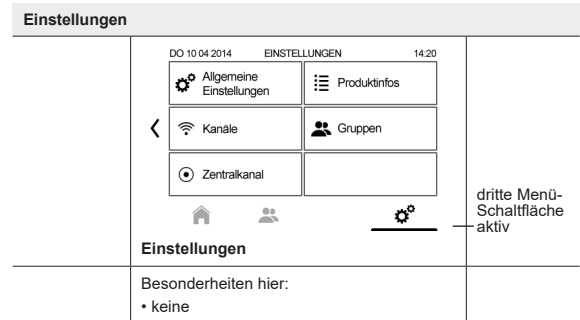 Einstellungen
DO 10 04 2014 EINSTELLUNGEN 14:20
Allgemeine
Einstellungen
Produktinfos
Kanäle
Gruppen
Zentralkanal
dritte Menü-
Schaltfläche
aktiv
Einstellungen
Besonderheiten hier:
• keine